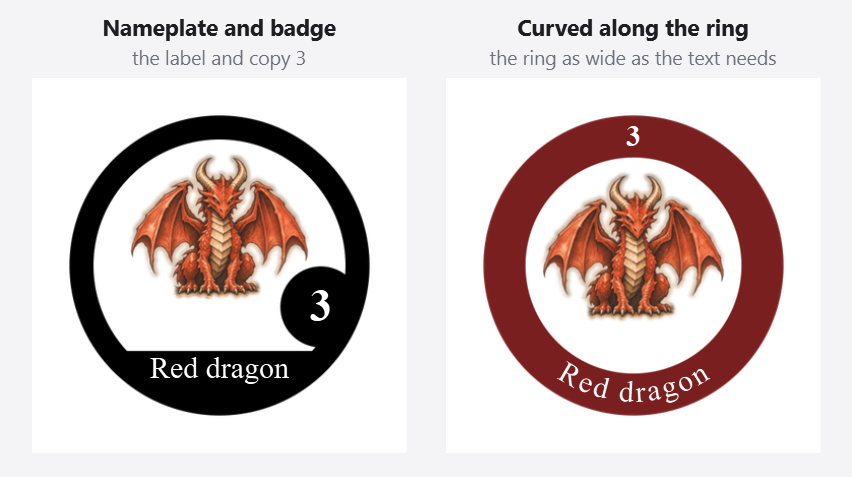 Nameplate and badge
the label and copy 3
3
Red dragon
Curved along the ring
the ring as wide as the text needs
3
Red dragon